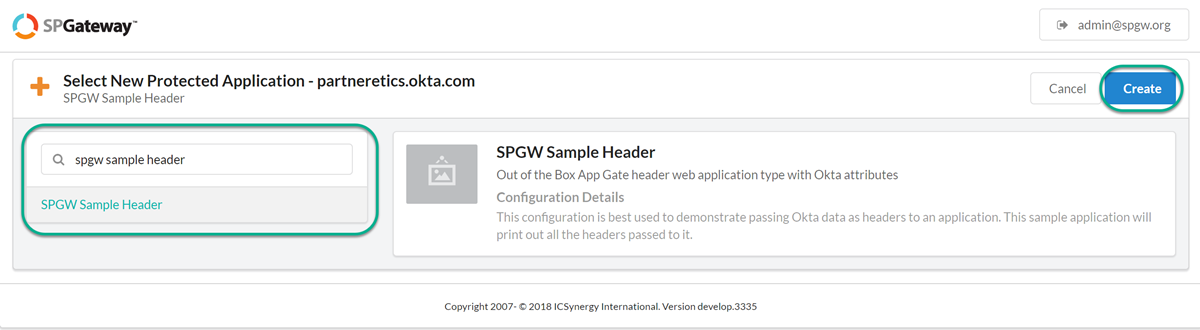 SPGateway™
admin@spgw.org
Select New Protected Application - partneretics.okta.com
SPGW Sample Header
Cancel
Create
spgw sample header
SPGW Sample Header
SPGW Sample Header
Out of the Box App Gate header web application type with Okta attributes
Configuration Details
This configuration is best used to demonstrate passing Okta data as headers to an application. This sample application will
print out all the headers passed to it.
Copyright 2007- © 2018 ICSynergy International. Version develop.3335